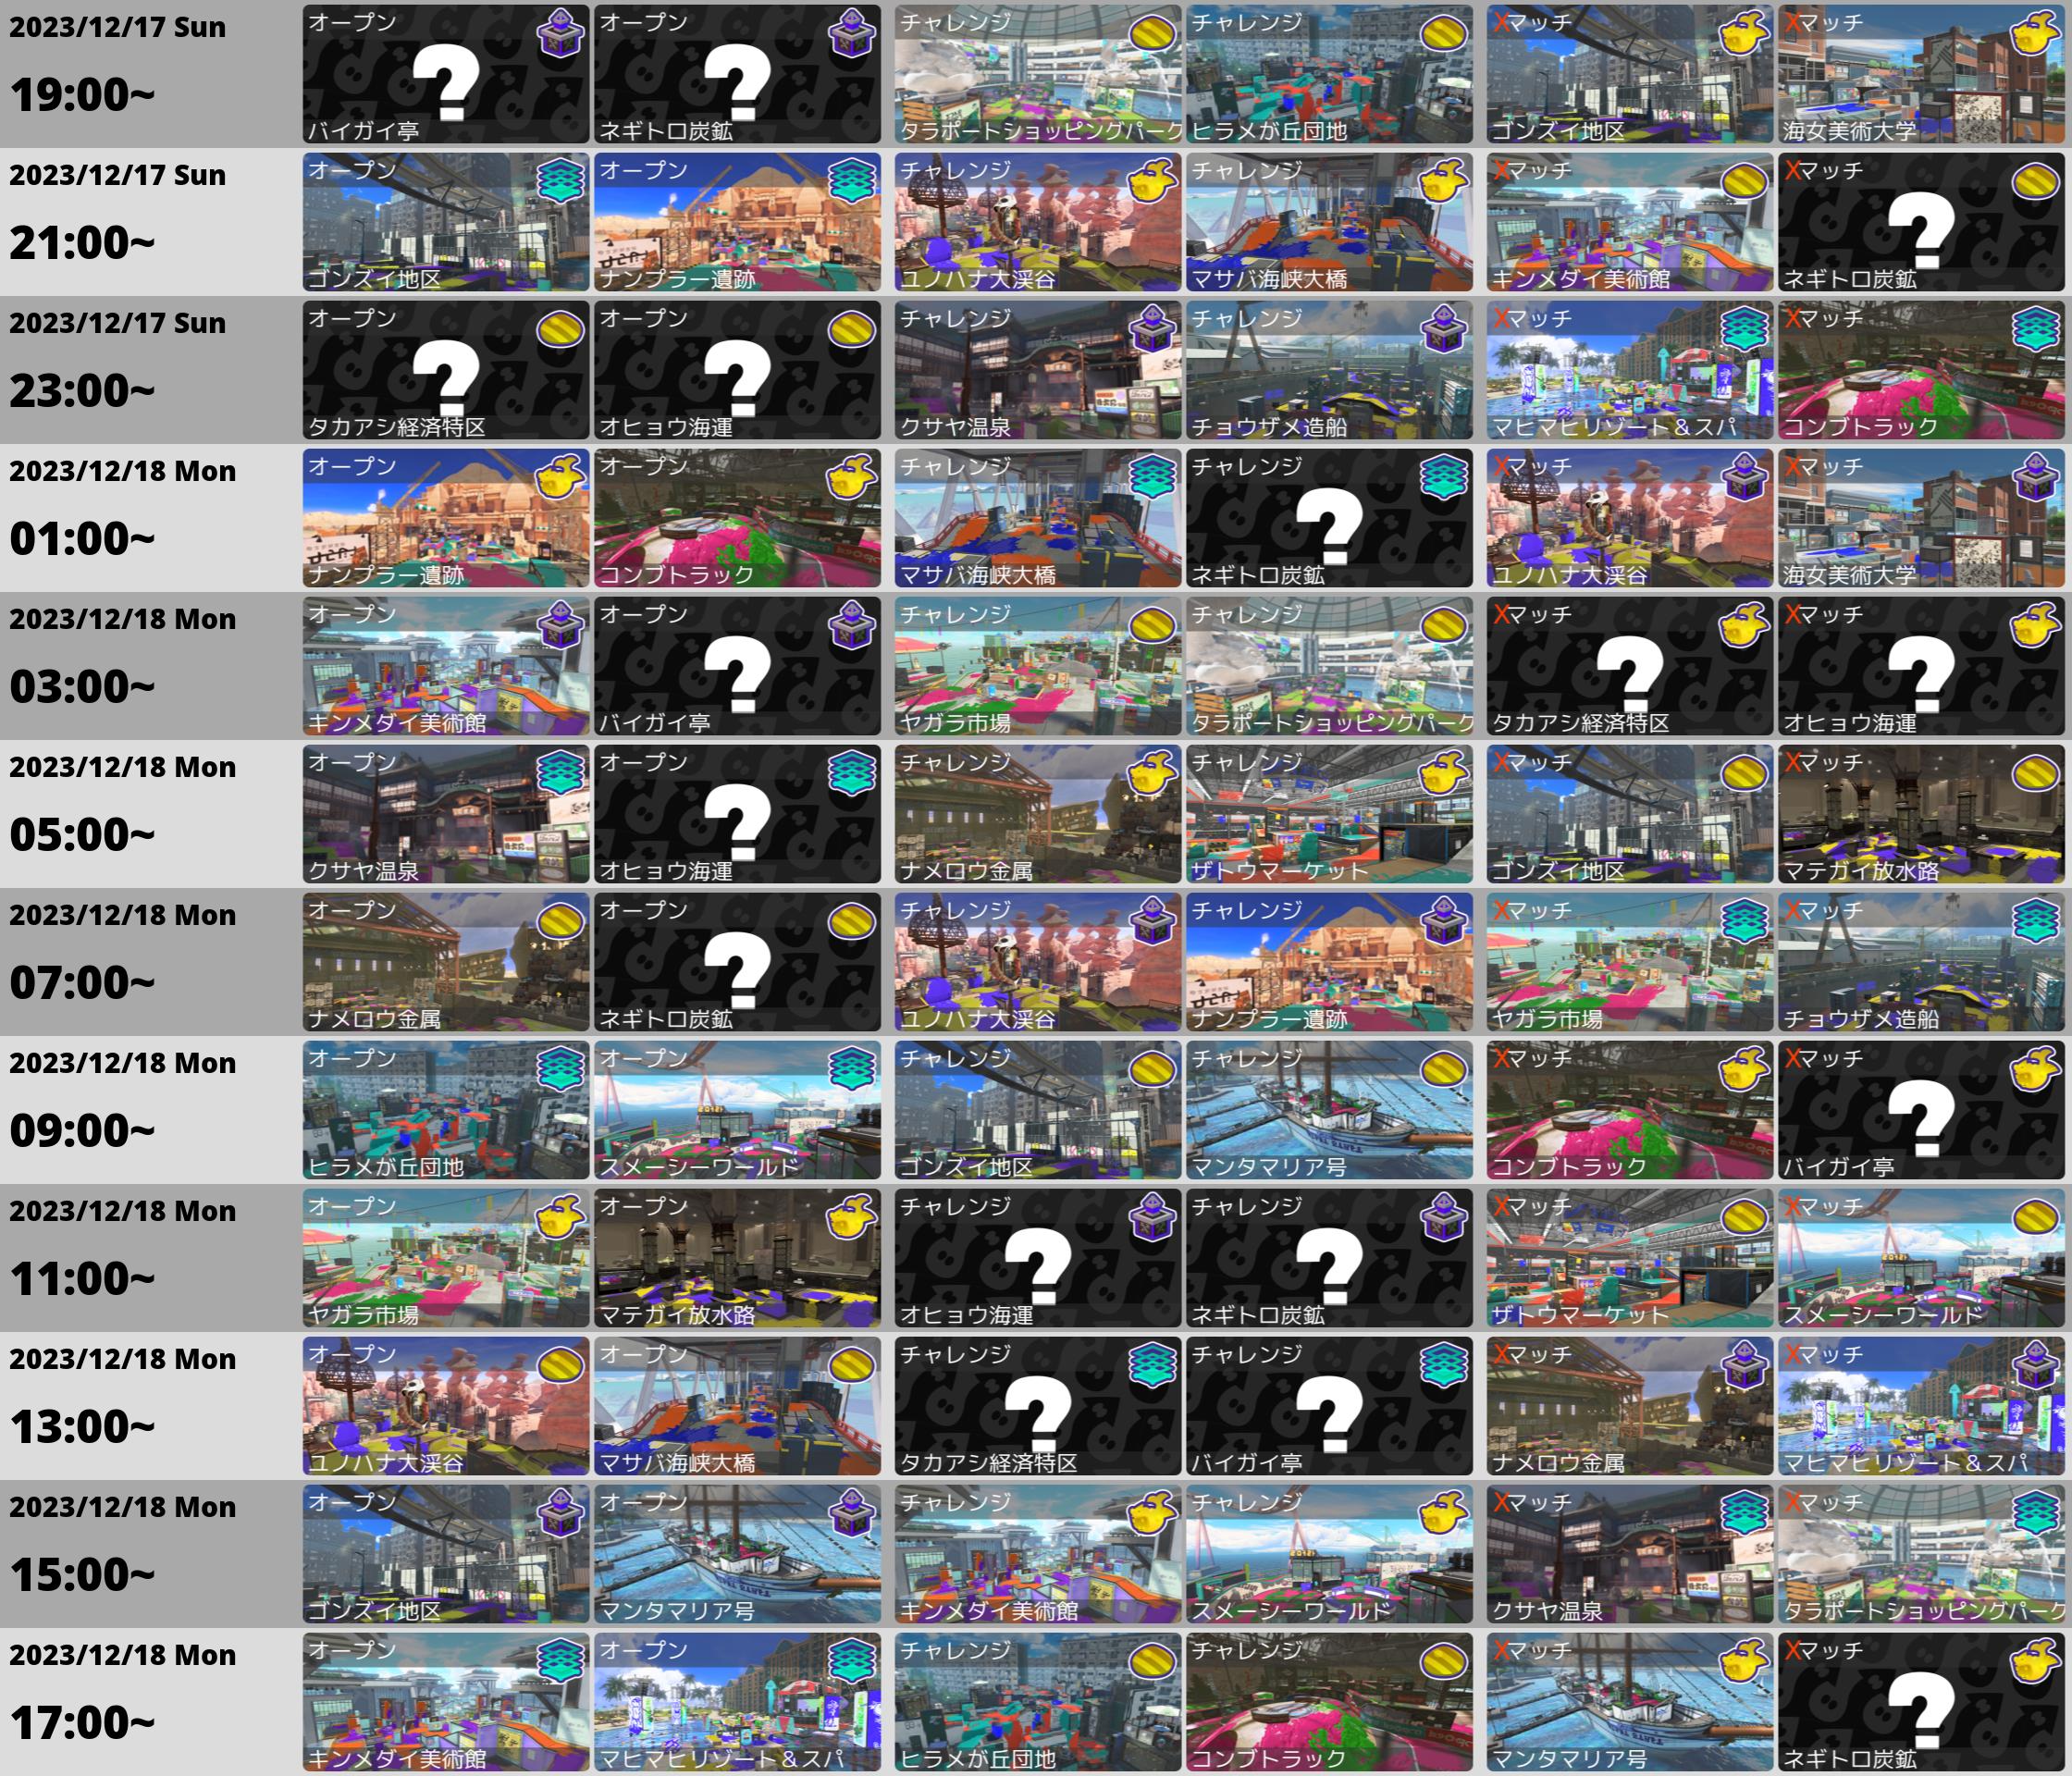 2023/12/17 Sun
19:00~
オープン
バイガイ亭
オープン
ネギトロ炭鉱
チャレンジ
タラポートショッピングパーク
チャレンジ
ヒラメが丘団地
Xマッチ
ゴンズイ地区
Xマッチ
海女美術大学
2023/12/17 Sun
21:00~
オープン
ゴンズイ地区
オープン
ナンプラー遺跡
チャレンジ
ユノハナ大渓谷
チャレンジ
マサバ海峡大橋
Xマッチ
キンメダイ美術館
Xマッチ
ネギトロ炭鉱
2023/12/17 Sun
23:00~
オープン
タカアシ経済特区
オープン
オヒョウ海運
チャレンジ
クサヤ温泉
チャレンジ
チョウザメ造船
Xマッチ
マヒマヒリゾート＆スパ
Xマッチ
コンブトラック
2023/12/18 Mon
01:00~
オープン
ナンプラー遺跡
オープン
コンブトラック
チャレンジ
マサバ海峡大橋
チャレンジ
ネギトロ炭鉱
Xマッチ
ユノハナ大渓谷
Xマッチ
海女美術大学
2023/12/18 Mon
03:00~
オープン
キンメダイ美術館
オープン
バイガイ亭
チャレンジ
ヤガラ市場
チャレンジ
タラポートショッピングパーク
Xマッチ
タカアシ経済特区
Xマッチ
オヒョウ海運
2023/12/18 Mon
05:00~
オープン
クサヤ温泉
オープン
オヒョウ海運
チャレンジ
ナメロウ金属
チャレンジ
ザトウマーケット
Xマッチ
ゴンズイ地区
Xマッチ
マテガイ放水路
2023/12/18 Mon
07:00~
オープン
ナメロウ金属
オープン
ネギトロ炭鉱
チャレンジ
ユノハナ大渓谷
チャレンジ
ナンプラー遺跡
Xマッチ
ヤガラ市場
Xマッチ
チョウザメ造船
2023/12/18 Mon
09:00~
オープン
ヒラメが丘団地
オープン
スメーシーワールド
チャレンジ
ゴンズイ地区
チャレンジ
マンタマリア号
Xマッチ
コンブトラック
Xマッチ
バイガイ亭
2023/12/18 Mon
11:00~
オープン
ヤガラ市場
オープン
マテガイ放水路
チャレンジ
オヒョウ海運
チャレンジ
ネギトロ炭鉱
Xマッチ
ザトウマーケット
Xマッチ
スメーシーワールド
2023/12/18 Mon
13:00~
オープン
ユノハナ大渓谷
オープン
マサバ海峡大橋
チャレンジ
タカアシ経済特区
チャレンジ
バイガイ亭
Xマッチ
ナメロウ金属
Xマッチ
マヒマヒリゾート＆スパ
2023/12/18 Mon
15:00~
オープン
ゴンズイ地区
オープン
マンタマリア号
チャレンジ
キンメダイ美術館
チャレンジ
スメーシーワールド
Xマッチ
クサヤ温泉
Xマッチ
タラポートショッピングパーク
2023/12/18 Mon
17:00~
オープン
キンメダイ美術館
オープン
マヒマヒリゾート＆スパ
チャレンジ
ヒラメが丘団地
チャレンジ
コンブトラック
Xマッチ
マンタマリア号
Xマッチ
ネギトロ炭鉱